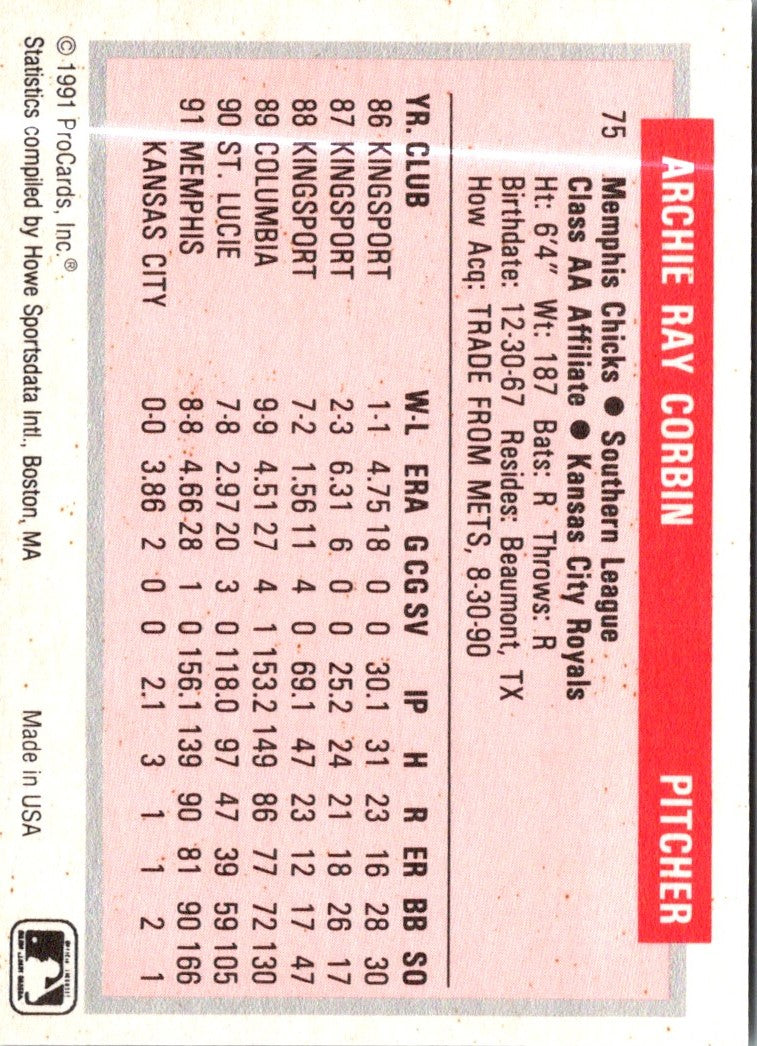 ARCHIE RAY CORBIN PITCHER
75 Memphis Chicks ● Southern League
Class AA Affiliate ● Kansas City Royals
Ht: 6'4" Wt: 187 Bats: R Throws: R
Birthdate: 12-30-67 Resides: Beaumont, TX
How Acq: TRADE FROM METS, 8-30-90
YR. CLUB W-L ERA G CG SV IP H R ER BB SO
86 KINGSPORT 1-1 4.75 18 0 0 30.1 31 23 16 28 30
87 KINGSPORT 2-3 6.31 6 0 0 25.2 24 21 18 26 17
88 KINGSPORT 7-2 1.56 11 4 0 69.1 47 23 12 17 47
89 COLUMBIA 9-9 4.51 27 4 1 153.2 149 86 77 72 130
90 ST. LUCIE 7-8 2.97 20 3 0 118.0 97 47 39 59 105
91 MEMPHIS 8-8 4.66 28 1 0 156.1 139 90 81 90 166
KANSAS CITY 0-0 3.86 2 0 0 2.1 3 1 1 2 1
© 1991 ProCards, Inc.®
Statistics compiled by Howe Sportsdata Intl., Boston, MA Made in USA